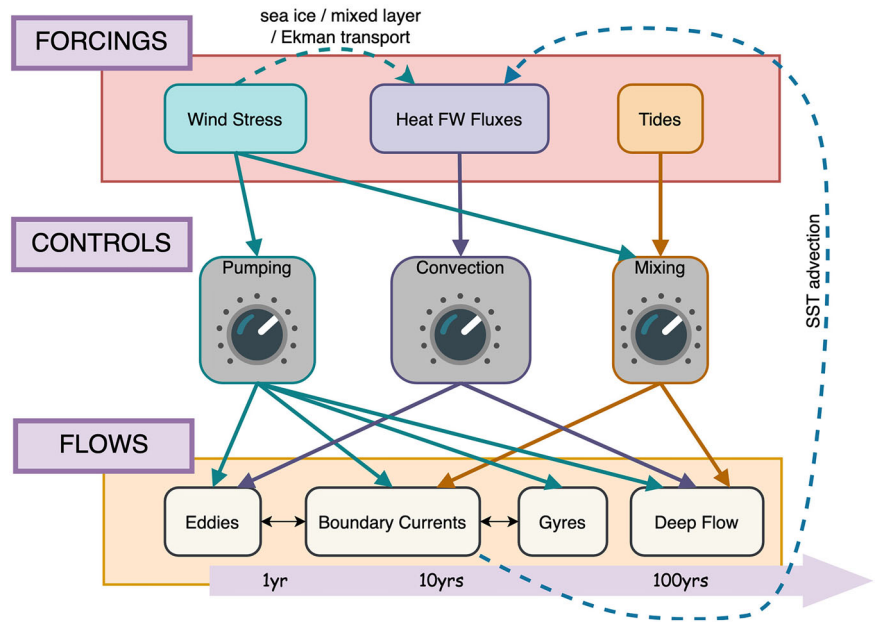 sea ice / mixed layer
/ Ekman transport
FORCINGS
Wind Stress
Heat FW Fluxes
Tides
CONTROLS
Pumping
Convection
Mixing
SST advection
FLOWS
Eddies
Boundary Currents
Gyres
Deep Flow
1yr
10yrs
100yrs